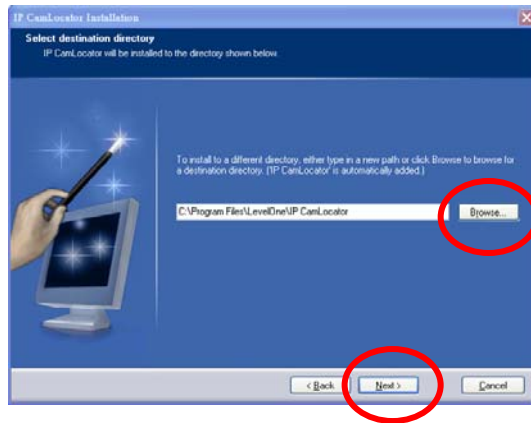 IP CamLocator Installation
Select destination directory
IP CamLocator will be installed to the directory shown below.
To install to a different directory, either type in a new path or click Browse to browse for
a destination directory. ('IP CamLocator' is automatically added.)
C:\Program Files\LevelOne\IP CamLocator
Browse...
< Back
Next >
Cancel